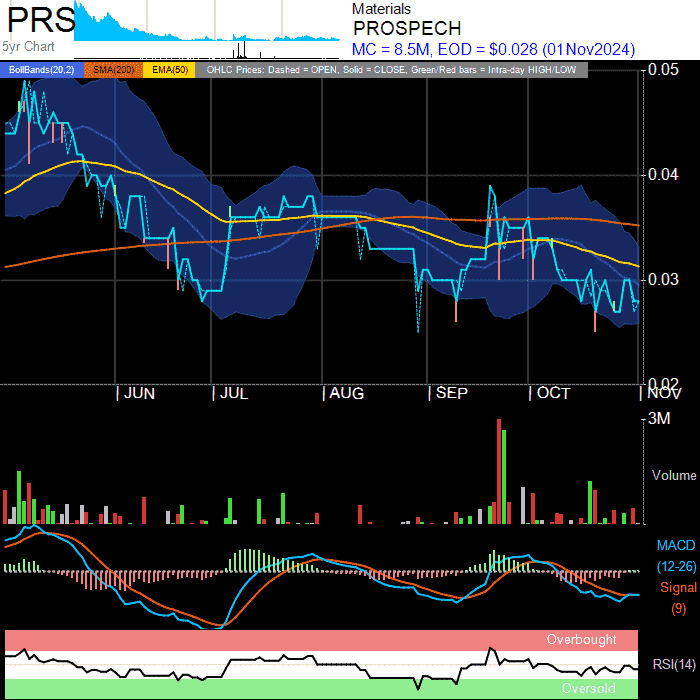 PRS
5yr Chart
Materials
PROSPECH
MC = 8.5M, EOD = $0.028 (01Nov2024)
BollBands(20,2) SMA(200) EMA(50) OHLC Prices: Dashed = OPEN, Solid = CLOSE, Green/Red bars = Intra-day HIGH/LOW
0.05
0.04
0.03
0.02
JUN JUL AUG SEP OCT NOV
3M
Volume
MACD
(12-26)
Signal
(9)
Overbought
RSI(14)
Oversold